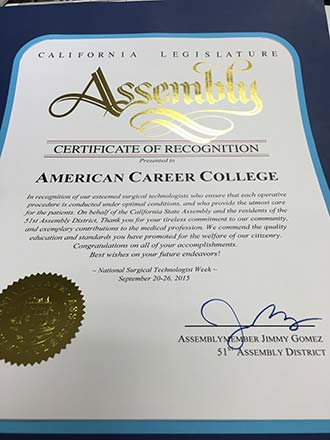 CALIFORNIA LEGISLATURE
Assembly
CERTIFICATE OF RECOGNITION
Presented to
AMERICAN CAREER COLLEGE
In recognition of our esteemed surgical technologists who ensure that each operative
procedure is conducted under optimal conditions, and who provide the utmost care
for the patients. On behalf of the California State Assembly and the residents of the
51st Assembly District, Thank you for your tireless commitment to our community,
and exemplary contributions to the medical profession. We commend the quality
education and standards you have promoted for the welfare of our citizenry.
Congratulations on all of your accomplishments.
Best wishes on your future endeavors!
~ National Surgical Technologist Week ~
September 20-26, 2015
ASSEMBLYMEMBER JIMMY GOMEZ
51ST ASSEMBLY DISTRICT